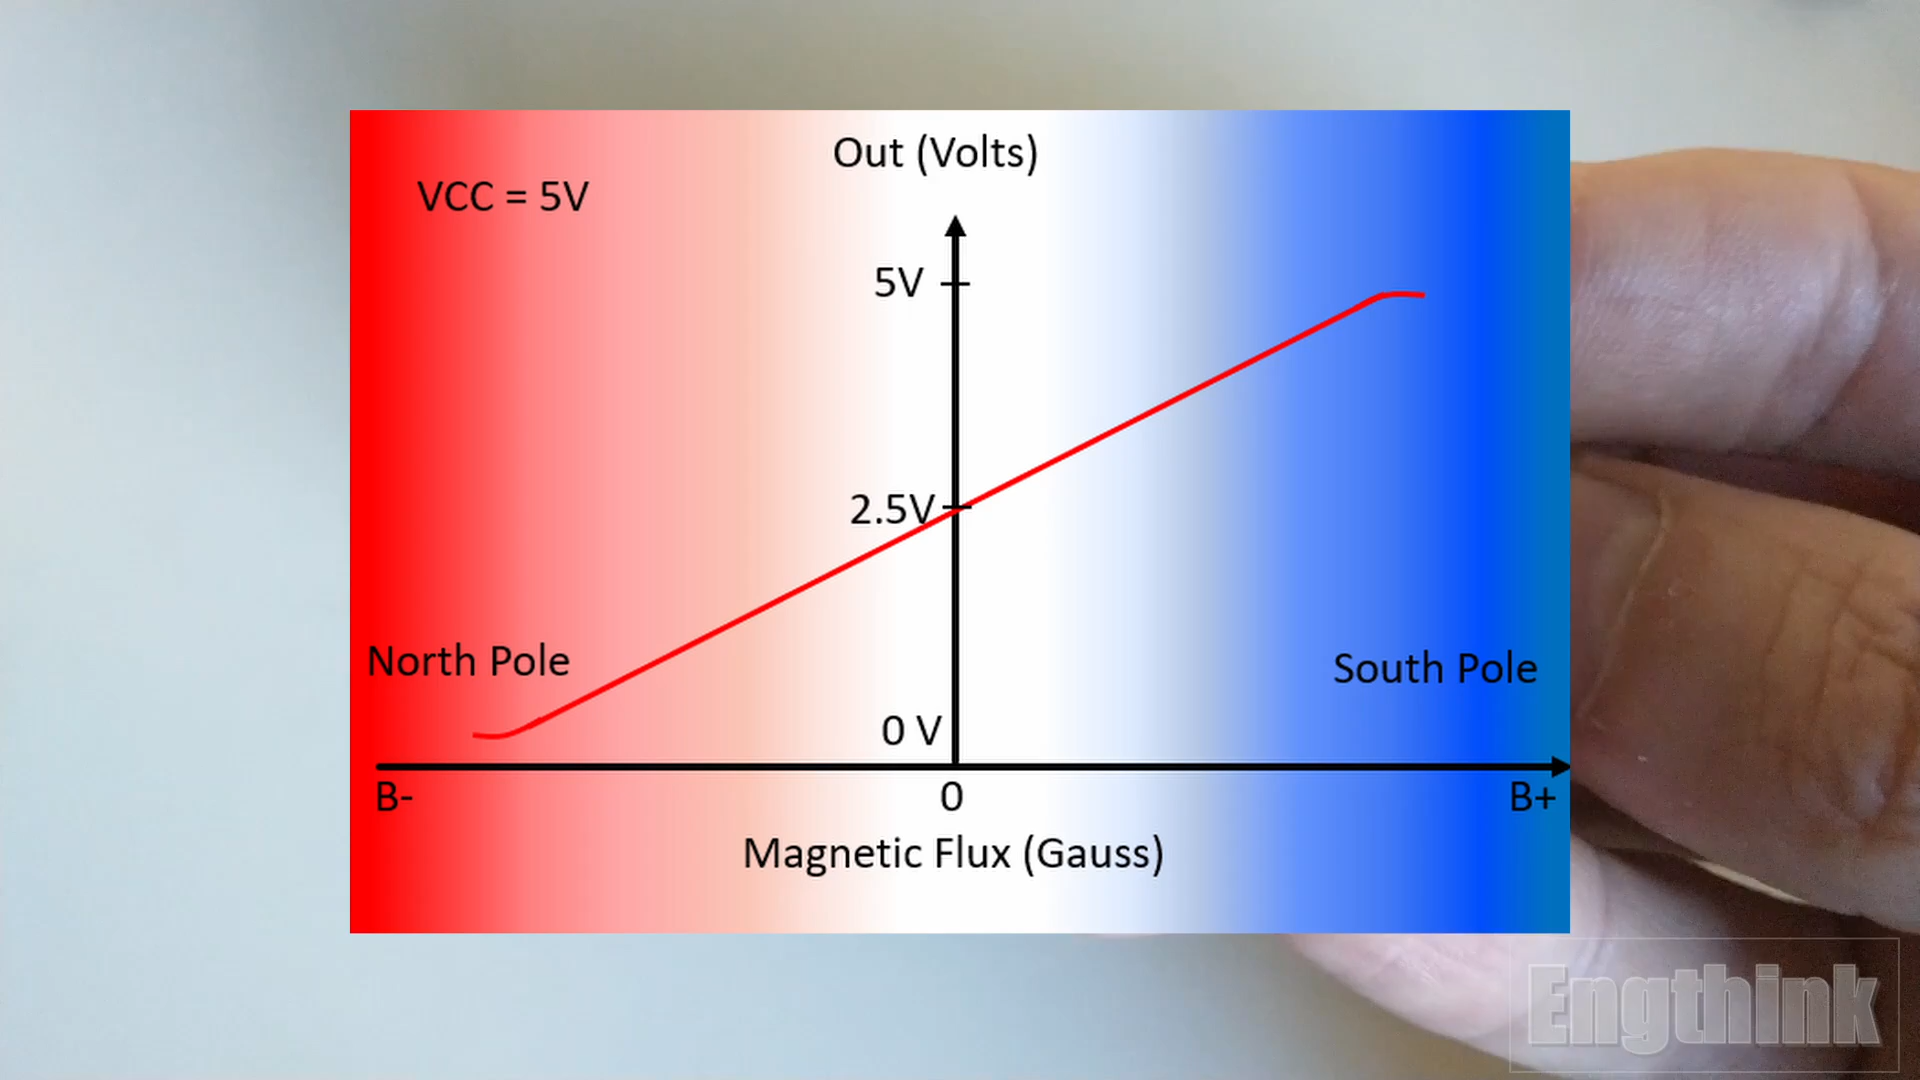 Out (Volts)
VCC = 5V
5V
2.5V
North Pole
South Pole
0 V
B-
0
B+
Magnetic Flux (Gauss)
Engthink